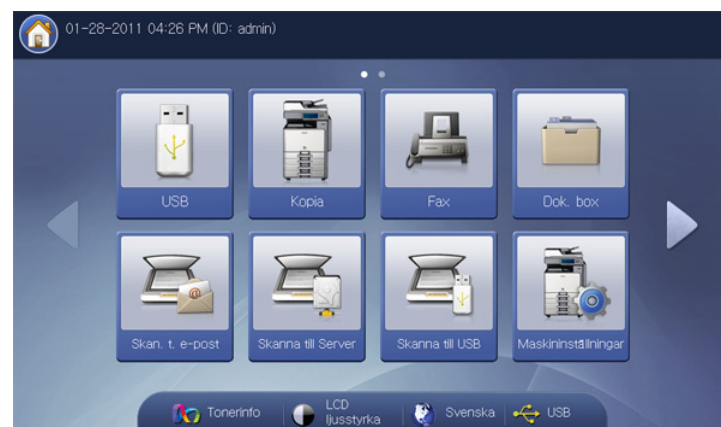 01-28-2011 04:26 PM (ID: admin)
USB
Kopia
Fax
Dok. box
Skan. t. e-post
Skanna till Server
Skanna till USB
Maskininställningar
Tonerinfo
LCD
ljusstyrka
Svenska
USB